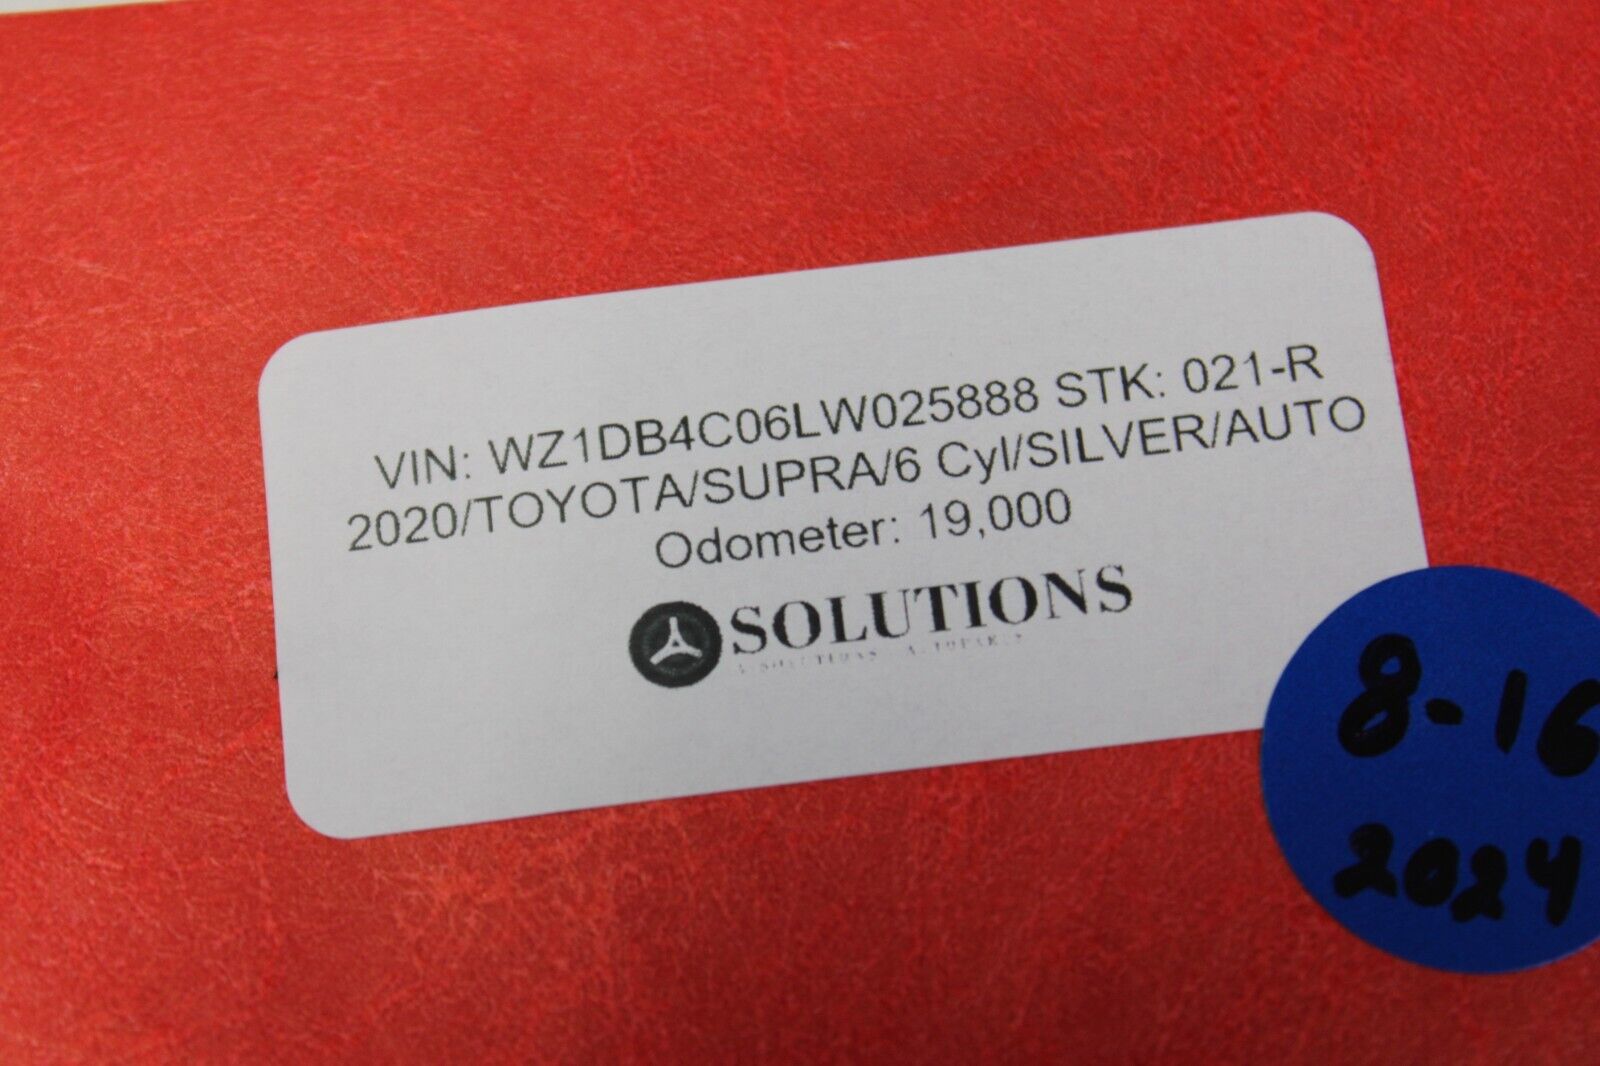 VIN: WZ1DB4C06LW025888 STK: 021-R
2020/TOYOTA/SUPRA/6 Cyl/SILVER/AUTO
Odometer: 19,000
SOLUTIONS
8-16
2024